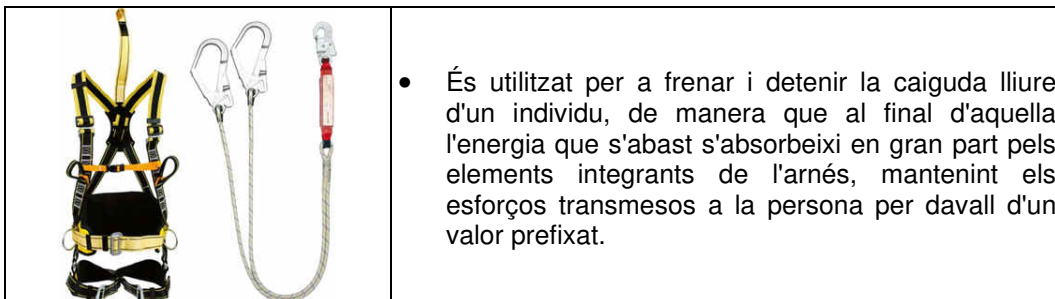 • És utilitzat per a frenar i detenir la caiguda lliure
d'un individu, de manera que al final d'aquella
l'energia que s'abast s'absorbeixi en gran part pels
elements integrants de l'arnés, mantenint els
esforços transmesos a la persona per davall d'un
valor prefixat.